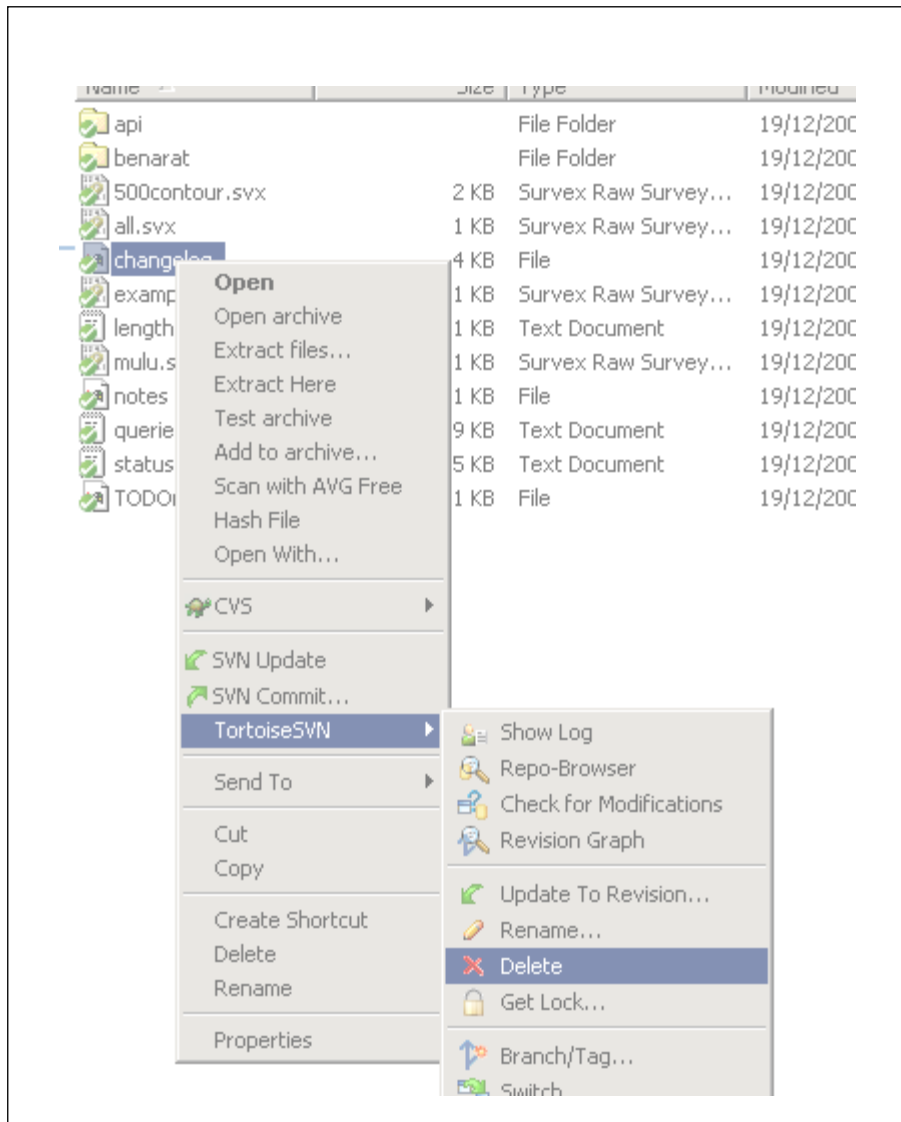 Name Size Type Modified
api File Folder 19/12/200
benarat File Folder 19/12/200
500contour.svx 2 KB Survex Raw Survey... 19/12/200
all.svx 1 KB Survex Raw Survey... 19/12/200
changelog 4 KB File 19/12/200
examp 1 KB Survex Raw Survey... 19/12/200
length 1 KB Text Document 19/12/200
mulu.s 1 KB Survex Raw Survey... 19/12/200
notes 1 KB File 19/12/200
querie 9 KB Text Document 19/12/200
status 5 KB Text Document 19/12/200
TODO 1 KB File 19/12/200
Open
Open archive
Extract files...
Extract Here
Test archive
Add to archive...
Scan with AVG Free
Hash File
Open With...
CVS
SVN Update
SVN Commit...
TortoiseSVN
Send To
Cut
Copy
Create Shortcut
Delete
Rename
Properties
Show Log
Repo-Browser
Check for Modifications
Revision Graph
Update To Revision...
Rename...
Delete
Get Lock...
Branch/Tag...
Switch